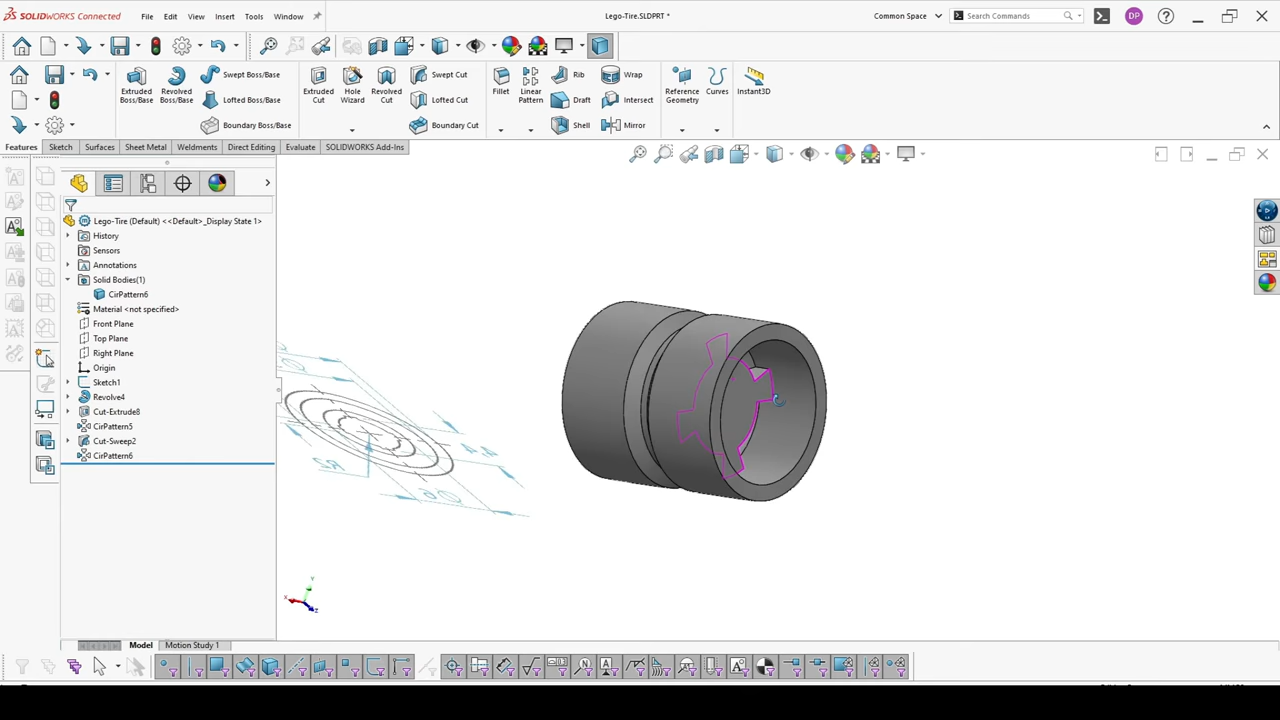 SOLIDWORKS Connected
File Edit View Insert Tools Window
Lego-Tire.SLDPRT *
Common Space
Search Commands
DP
Extruded Boss/Base
Revolved Boss/Base
Swept Boss/Base
Lofted Boss/Base
Boundary Boss/Base
Extruded Cut
Hole Wizard
Revolved Cut
Swept Cut
Lofted Cut
Boundary Cut
Fillet
Linear Pattern
Rib
Draft
Shell
Wrap
Intersect
Mirror
Reference Geometry
Curves
Instant3D
Features Sketch Surfaces Sheet Metal Weldments Direct Editing Evaluate SOLIDWORKS Add-Ins
Lego-Tire (Default) <<Default>_Display State 1>
History
Sensors
Annotations
Solid Bodies(1)
CirPattern6
Material <not specified>
Front Plane
Top Plane
Right Plane
Origin
Sketch1
Revolve4
Cut-Extrude8
CirPattern5
Cut-Sweep2
CirPattern6
Y
X
Z
Model Motion Study 1